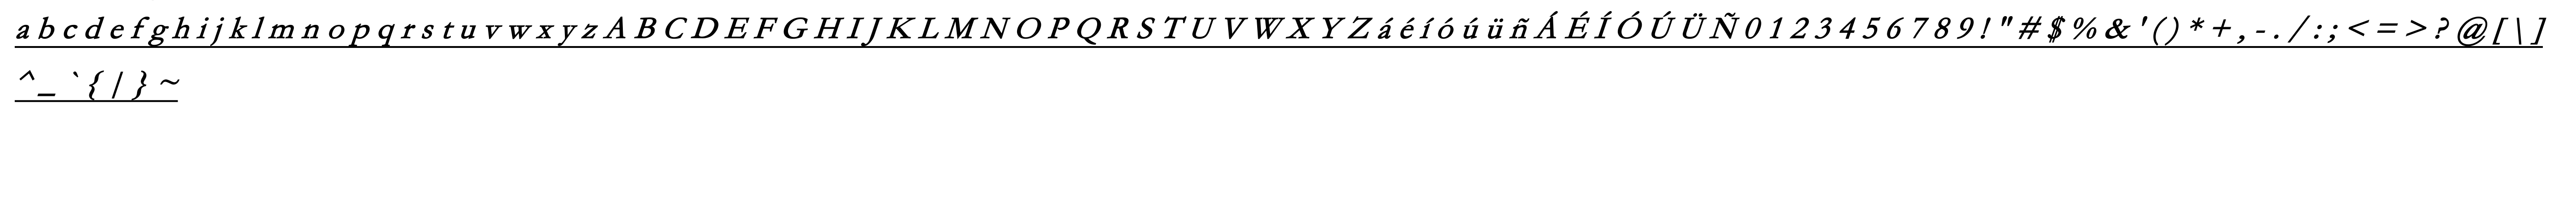 a b c d e f g h i j k l m n o p q r s t u v w x y z A B C D E F G H I J K L M N O P Q R S T U V W X Y Z á é í ó ú ü ñ Á É Í Ó Ú Ü Ñ 0 1 2 3 4 5 6 7 8 9 ! " # $ % & ' ( ) * + , - . / : ; < = > ? @ [ \ ]
^ _ ` { | } ~